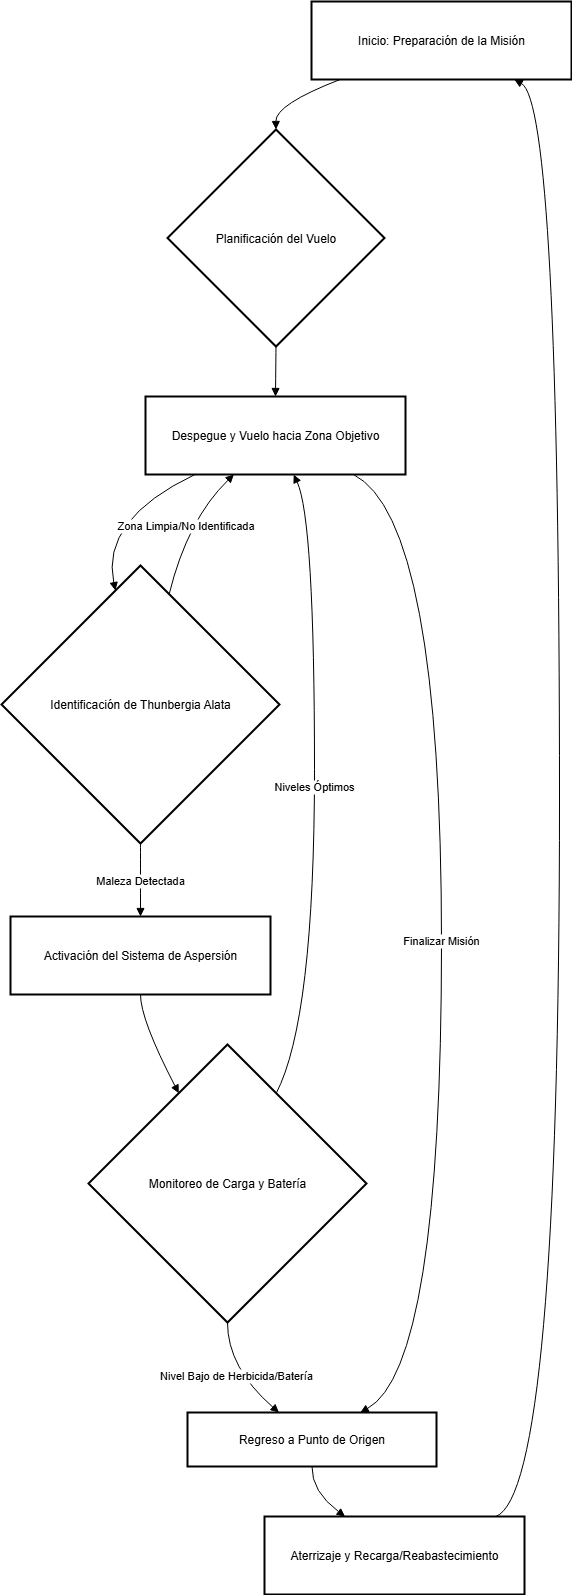 Inicio: Preparación de la Misión
Planificación del Vuelo
Despegue y Vuelo hacia Zona Objetivo
Zona Limpia/No Identificada
Identificación de Thunbergia Alata
Niveles Óptimos
Maleza Detectada
Finalizar Misión
Activación del Sistema de Aspersión
Monitoreo de Carga y Batería
Nivel Bajo de Herbicida/Batería
Regreso a Punto de Origen
Aterrizaje y Recarga/Reabastecimiento